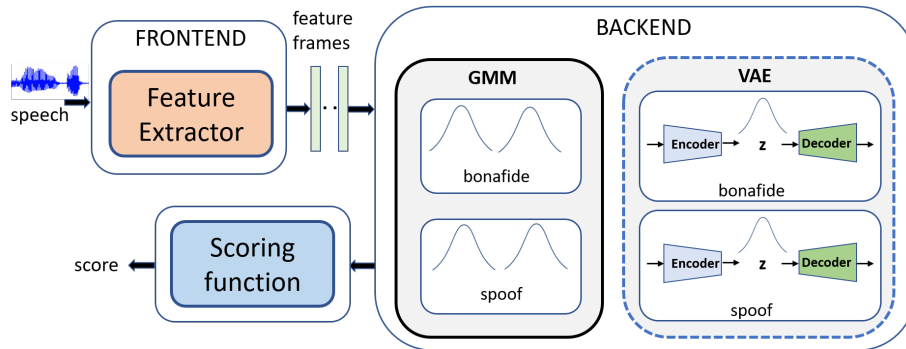 FRONTEND
feature
frames
BACKEND
speech
Feature
Extractor
. .
GMM
bonafide
spoof
VAE
Encoder
z
Decoder
bonafide
Encoder
z
Decoder
spoof
Scoring
function
score